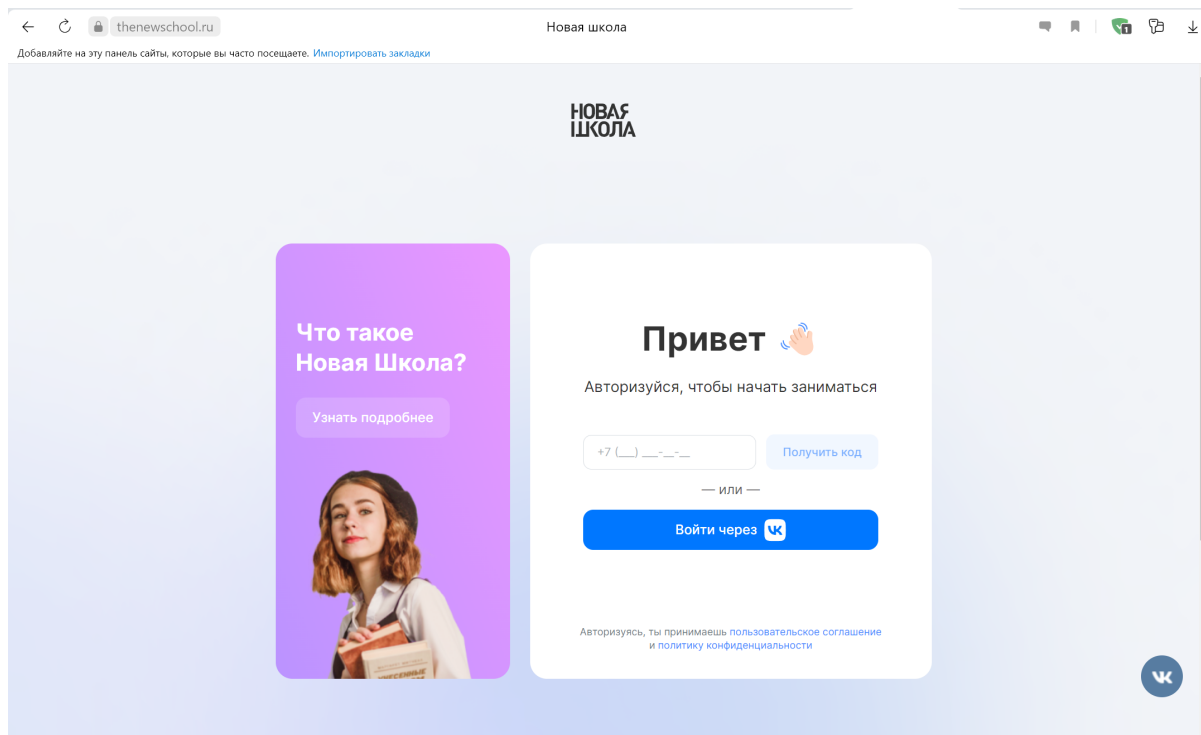 thenewschool.ru
Новая школа
1
Добавляйте на эту панель сайты, которые вы часто посещаете. Импортировать закладки
НОВАЯ
ШКОЛА
Что такое
Новая Школа?
Узнать подробнее
Привет
Авторизуйся, чтобы начать заниматься
+7 (__) ___-__-__
Получить код
— или —
Войти через
Авторизуясь, ты принимаешь пользовательское соглашение
и политику конфиденциальности